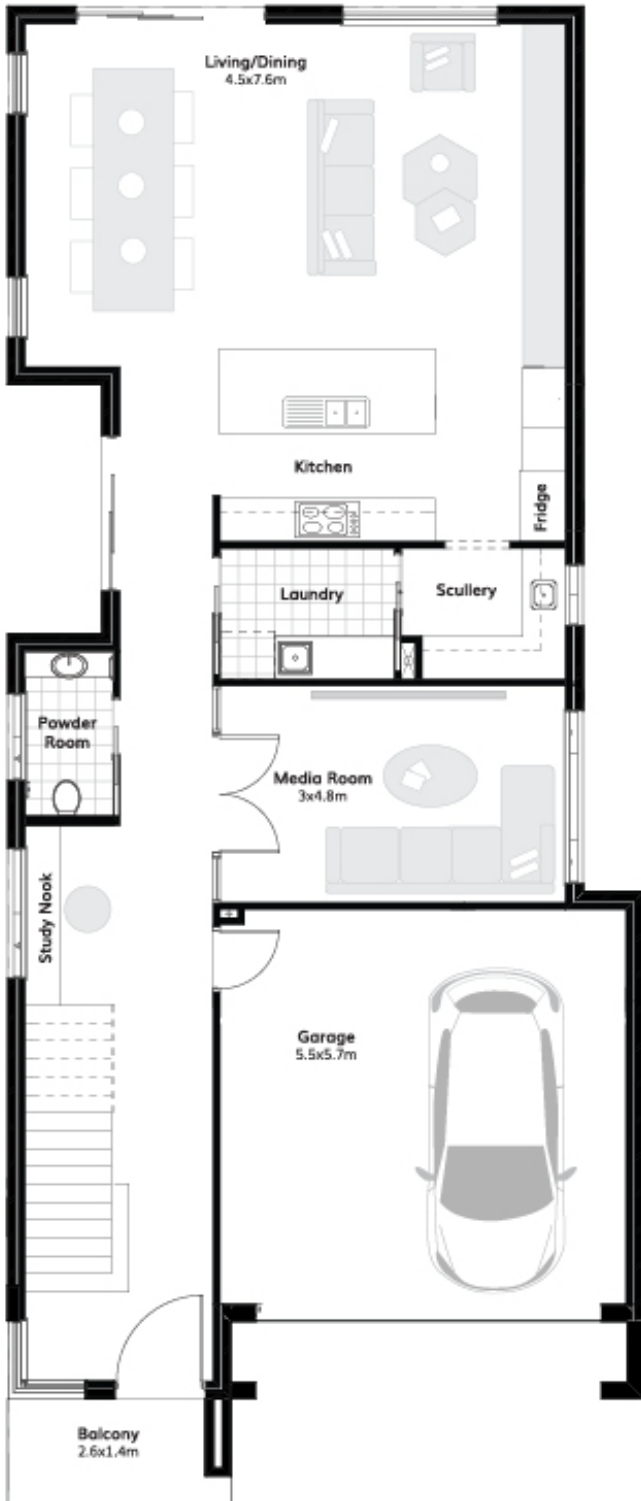 Living/Dining
4.5x7.6m
Kitchen
Fridge
Laundry
Scullery
Powder
Room
Media Room
3x4.8m
Study Nook
Garage
5.5x5.7m
Balcony
2.6x1.4m